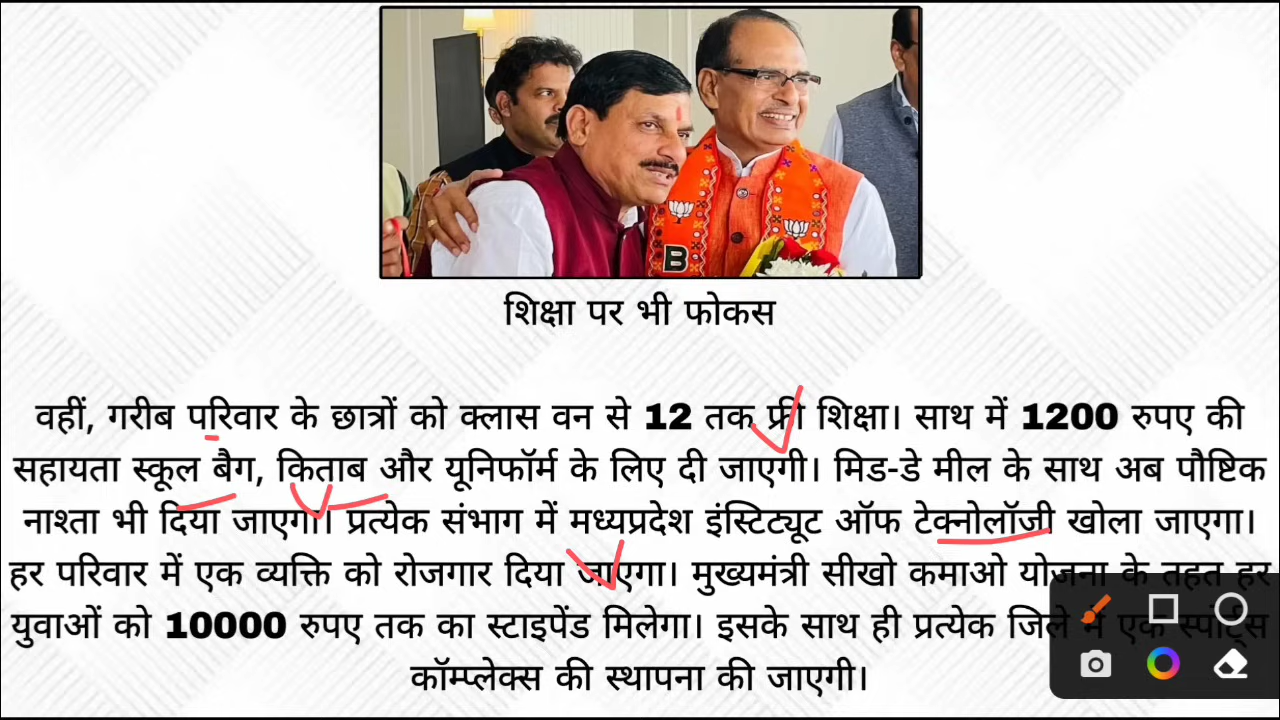 B
शिक्षा पर भी फोकस
वहीं, गरीब परिवार के छात्रों को क्लास वन से 12 तक फ्री शिक्षा। साथ में 1200 रुपए की
सहायता स्कूल बैग, किताब और यूनिफॉर्म के लिए दी जाएगी। मिड-डे मील के साथ अब पौष्टिक
नाश्ता भी दिया जाएगा। प्रत्येक संभाग में मध्यप्रदेश इंस्टिट्यूट ऑफ टेक्नोलॉजी खोला जाएगा।
हर परिवार में एक व्यक्ति को रोजगार दिया जाएगा। मुख्यमंत्री सीखो कमाओ योजना के तहत हर
युवाओं को 10000 रुपए तक का स्टाइपेंड मिलेगा। इसके साथ ही प्रत्येक जिले में एक स्पोर्ट्स
कॉम्प्लेक्स की स्थापना की जाएगी।